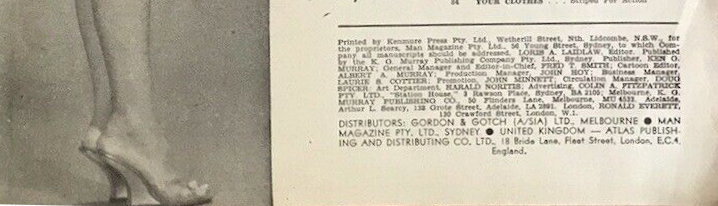 84 YOUR CLOTHES . . . Striped For Action
Printed by Kenmore Press Pty. Ltd., Wetherill Street, Nth. Lidcombe, N.S.W., for
the proprietors, Man Magazine Pty. Ltd., 56 Young Street, Sydney, to which Com-
pany all manuscripts should be addressed. LORIS A. LAIDLAW, Editor. Published
by the K. G. Murray Publishing Company Pty. Ltd., Sydney. Publisher, KEN G.
MURRAY; General Manager and Editor-in-Chief, FRED T. SMITH; Cartoon Editor,
ALBERT A. MURRAY; Production Manager, JOHN HOY; Business Manager,
LAURIE B. COTTIER; Promotion, JOHN MINNETT; Circulation Manager, DOUG
SPICER; Art Department, HAROLD NORITIS; Advertising, COLIN A. FITZPATRICK
PTY. LTD., "Station House," 3 Rawson Place, Sydney, BA 2105; Melbourne, K. G.
MURRAY PUBLISHING CO., 50 Flinders Lane, Melbourne, MU 4533. Adelaide,
Arthur L. Searcy, 138 Grote Street, Adelaide, LA 2891. London, RONALD EVERETT,
130 Crawford Street, London, W.1.
DISTRIBUTORS: GORDON & GOTCH (A/SIA) LTD., MELBOURNE ● MAN
MAGAZINE PTY. LTD., SYDNEY ● UNITED KINGDOM — ATLAS PUBLISH-
ING AND DISTRIBUTING CO. LTD., 18 Bride Lane, Fleet Street, London, E.C.4,
England.